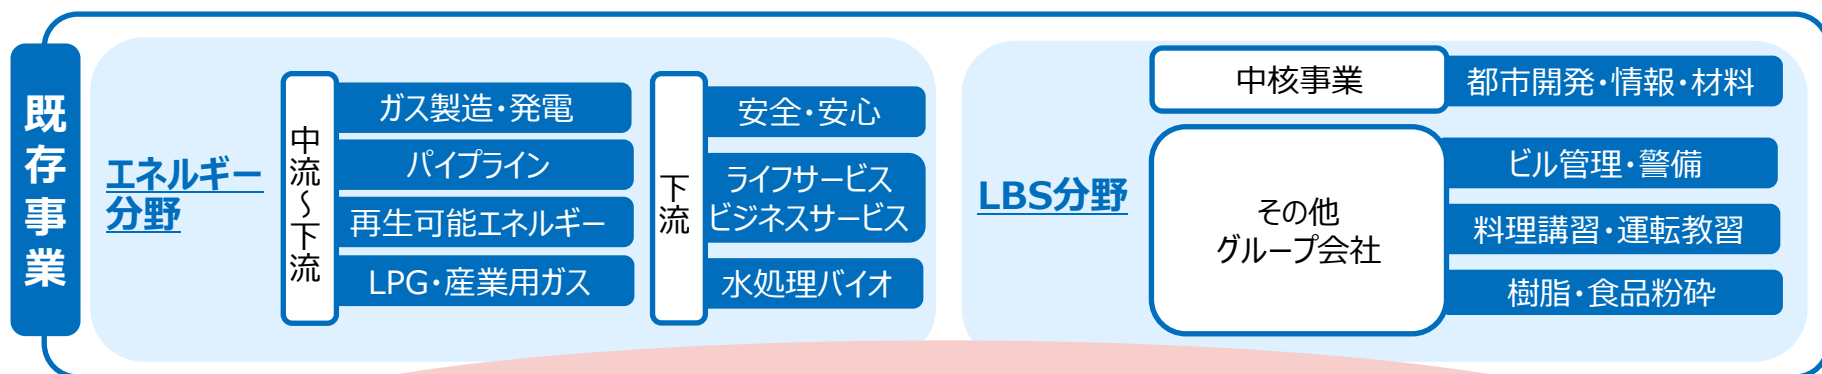 既存事業
エネルギー
分野
中流~下流
ガス製造・発電
パイプライン
再生可能エネルギー
LPG・産業用ガス
下流
安全・安心
ライフサービス
ビジネスサービス
水処理バイオ
LBS分野
中核事業
都市開発・情報・材料
その他
グループ会社
ビル管理・警備
料理講習・運転教習
樹脂・食品粉砕